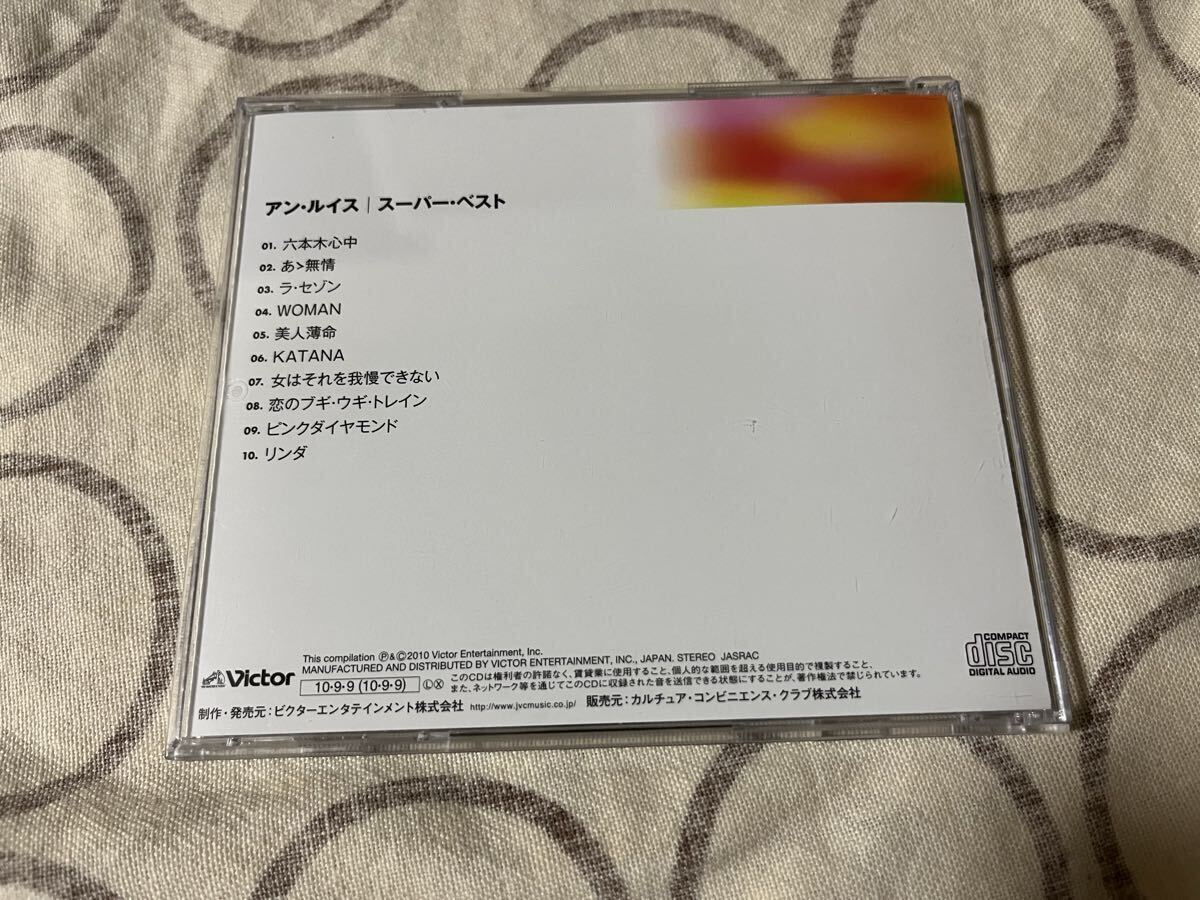 アン・ルイス｜スーパー・ベスト
01. 六本木心中
02. あゝ無情
03. ラ・セゾン
04. WOMAN
05. 美人薄命
06. KATANA
07. 女はそれを我慢できない
08. 恋のブギ・ウギ・トレイン
09. ピンクダイヤモンド
10. リンダ
This compilation Ⓟ&Ⓒ2010 Victor Entertainment, Inc.
MANUFACTURED AND DISTRIBUTED BY VICTOR ENTERTAINMENT, INC., JAPAN. STEREO JASRAC
Victor
10・9・9 (10・9・9)
ⓁⓍ
このCDは権利者の許諾なく、賃貸業に使用すること、個人的な範囲を超える使用目的で複製すること、
また、ネットワーク等を通じてこのCDに収録された音を送信できる状態にすることが、著作権法で禁じられています。
制作・発売元：ビクターエンタテインメント株式会社 http://www.jvcmusic.co.jp/ 販売元：カルチュア・コンビニエンス・クラブ株式会社
COMPACT
disc
DIGITAL AUDIO